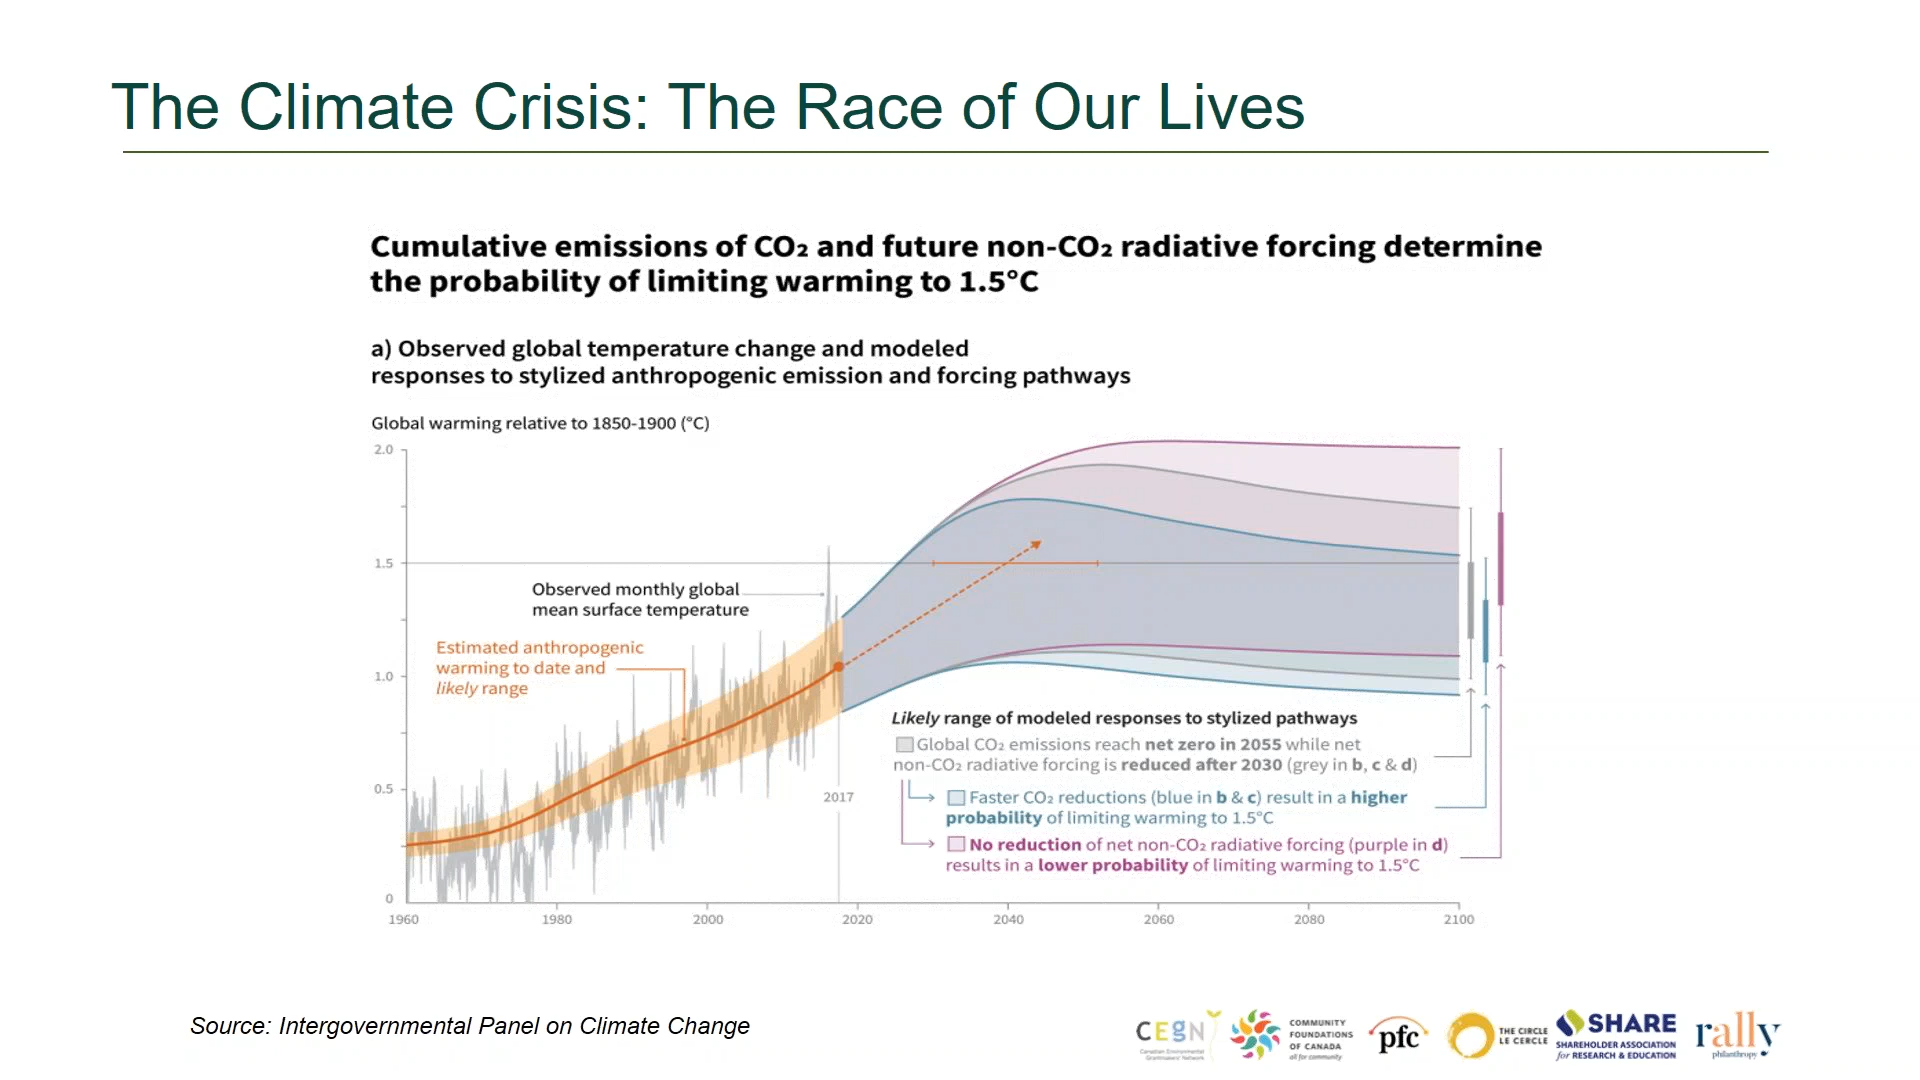 The Climate Crisis: The Race of Our Lives
Cumulative emissions of CO₂ and future non-CO₂ radiative forcing determine
the probability of limiting warming to 1.5°C
a) Observed global temperature change and modeled
responses to stylized anthropogenic emission and forcing pathways
Global warming relative to 1850-1900 (°C)
2.0
1.5
1.0
0.5
0
Observed monthly global
mean surface temperature
Estimated anthropogenic
warming to date and
likely range
2017
Likely range of modeled responses to stylized pathways
Global CO₂ emissions reach net zero in 2055 while net
non-CO₂ radiative forcing is reduced after 2030 (grey in b, c & d)
Faster CO₂ reductions (blue in b & c) result in a higher
probability of limiting warming to 1.5°C
No reduction of net non-CO₂ radiative forcing (purple in d)
results in a lower probability of limiting warming to 1.5°C
1960
1980
2000
2020
2040
2060
2080
2100
Source: Intergovernmental Panel on Climate Change
CEGN
Canadian Environmental
Grantmakers' Network
COMMUNITY
FOUNDATIONS
OF CANADA
all for community
pfc
THE CIRCLE
LE CERCLE
SHARE
SHAREHOLDER ASSOCIATION
for RESEARCH & EDUCATION
rally
philanthropy